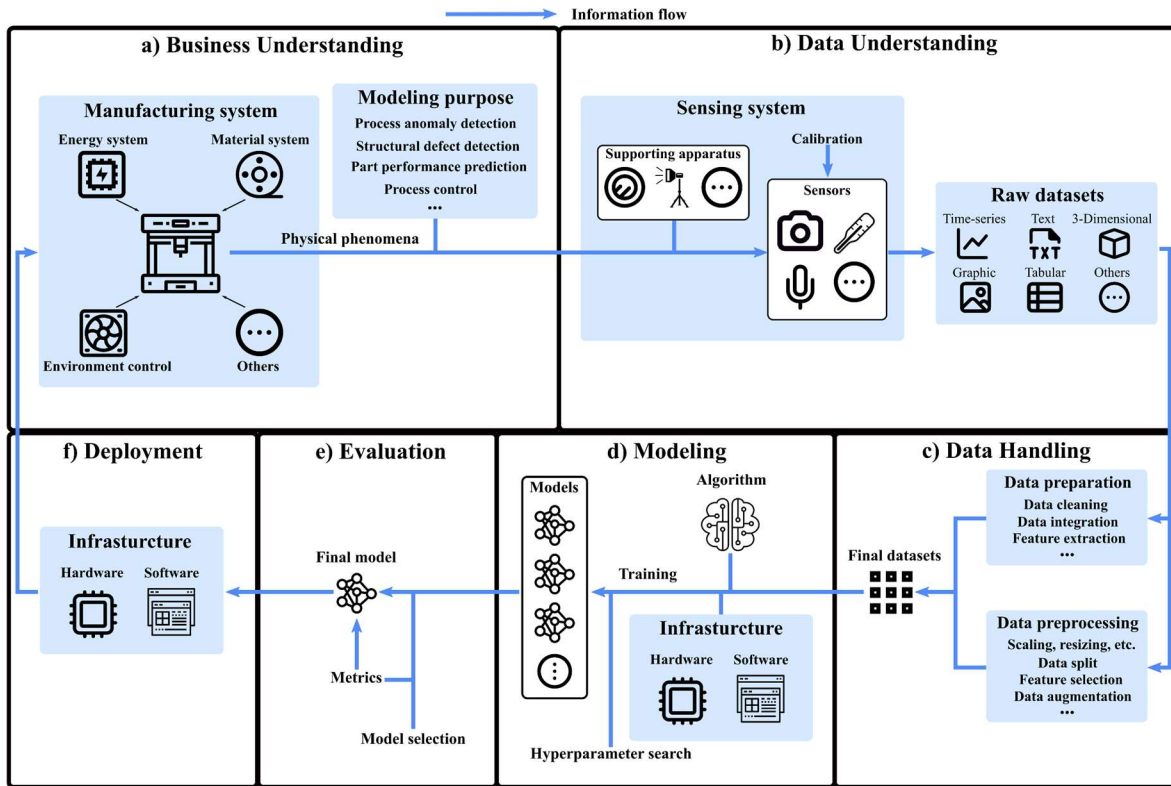 Information flow
a) Business Understanding
Manufacturing system
Energy system
Material system
Environment control
Others
Modeling purpose
Process anomaly detection
Structural defect detection
Part performance prediction
Process control
...
Physical phenomena
b) Data Understanding
Sensing system
Supporting apparatus
Calibration
Sensors
Raw datasets
Time-series
Text
3-Dimensional
TXT
Graphic
Tabular
Others
c) Data Handling
Data preparation
Data cleaning
Data integration
Feature extraction
...
Data preprocessing
Scaling, resizing, etc.
Data split
Feature selection
Data augmentation
...
Final datasets
d) Modeling
Algorithm
Models
Training
Infrasturcture
Hardware
Software
Hyperparameter search
e) Evaluation
Final model
Metrics
Model selection
f) Deployment
Infrasturcture
Hardware
Software